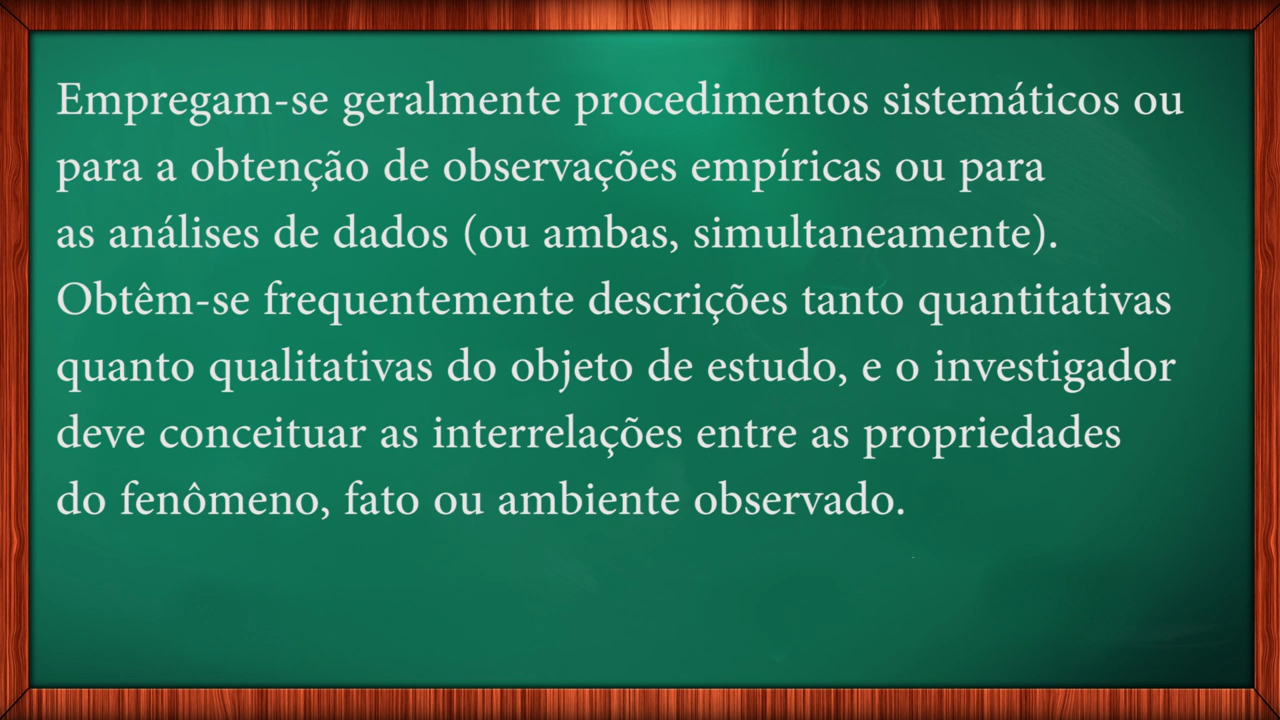 Empregam-se geralmente procedimentos sistemáticos ou
para a obtenção de observações empíricas ou para
as análises de dados (ou ambas, simultaneamente).
Obtêm-se frequentemente descrições tanto quantitativas
quanto qualitativas do objeto de estudo, e o investigador
deve conceituar as interrelações entre as propriedades
do fenômeno, fato ou ambiente observado.